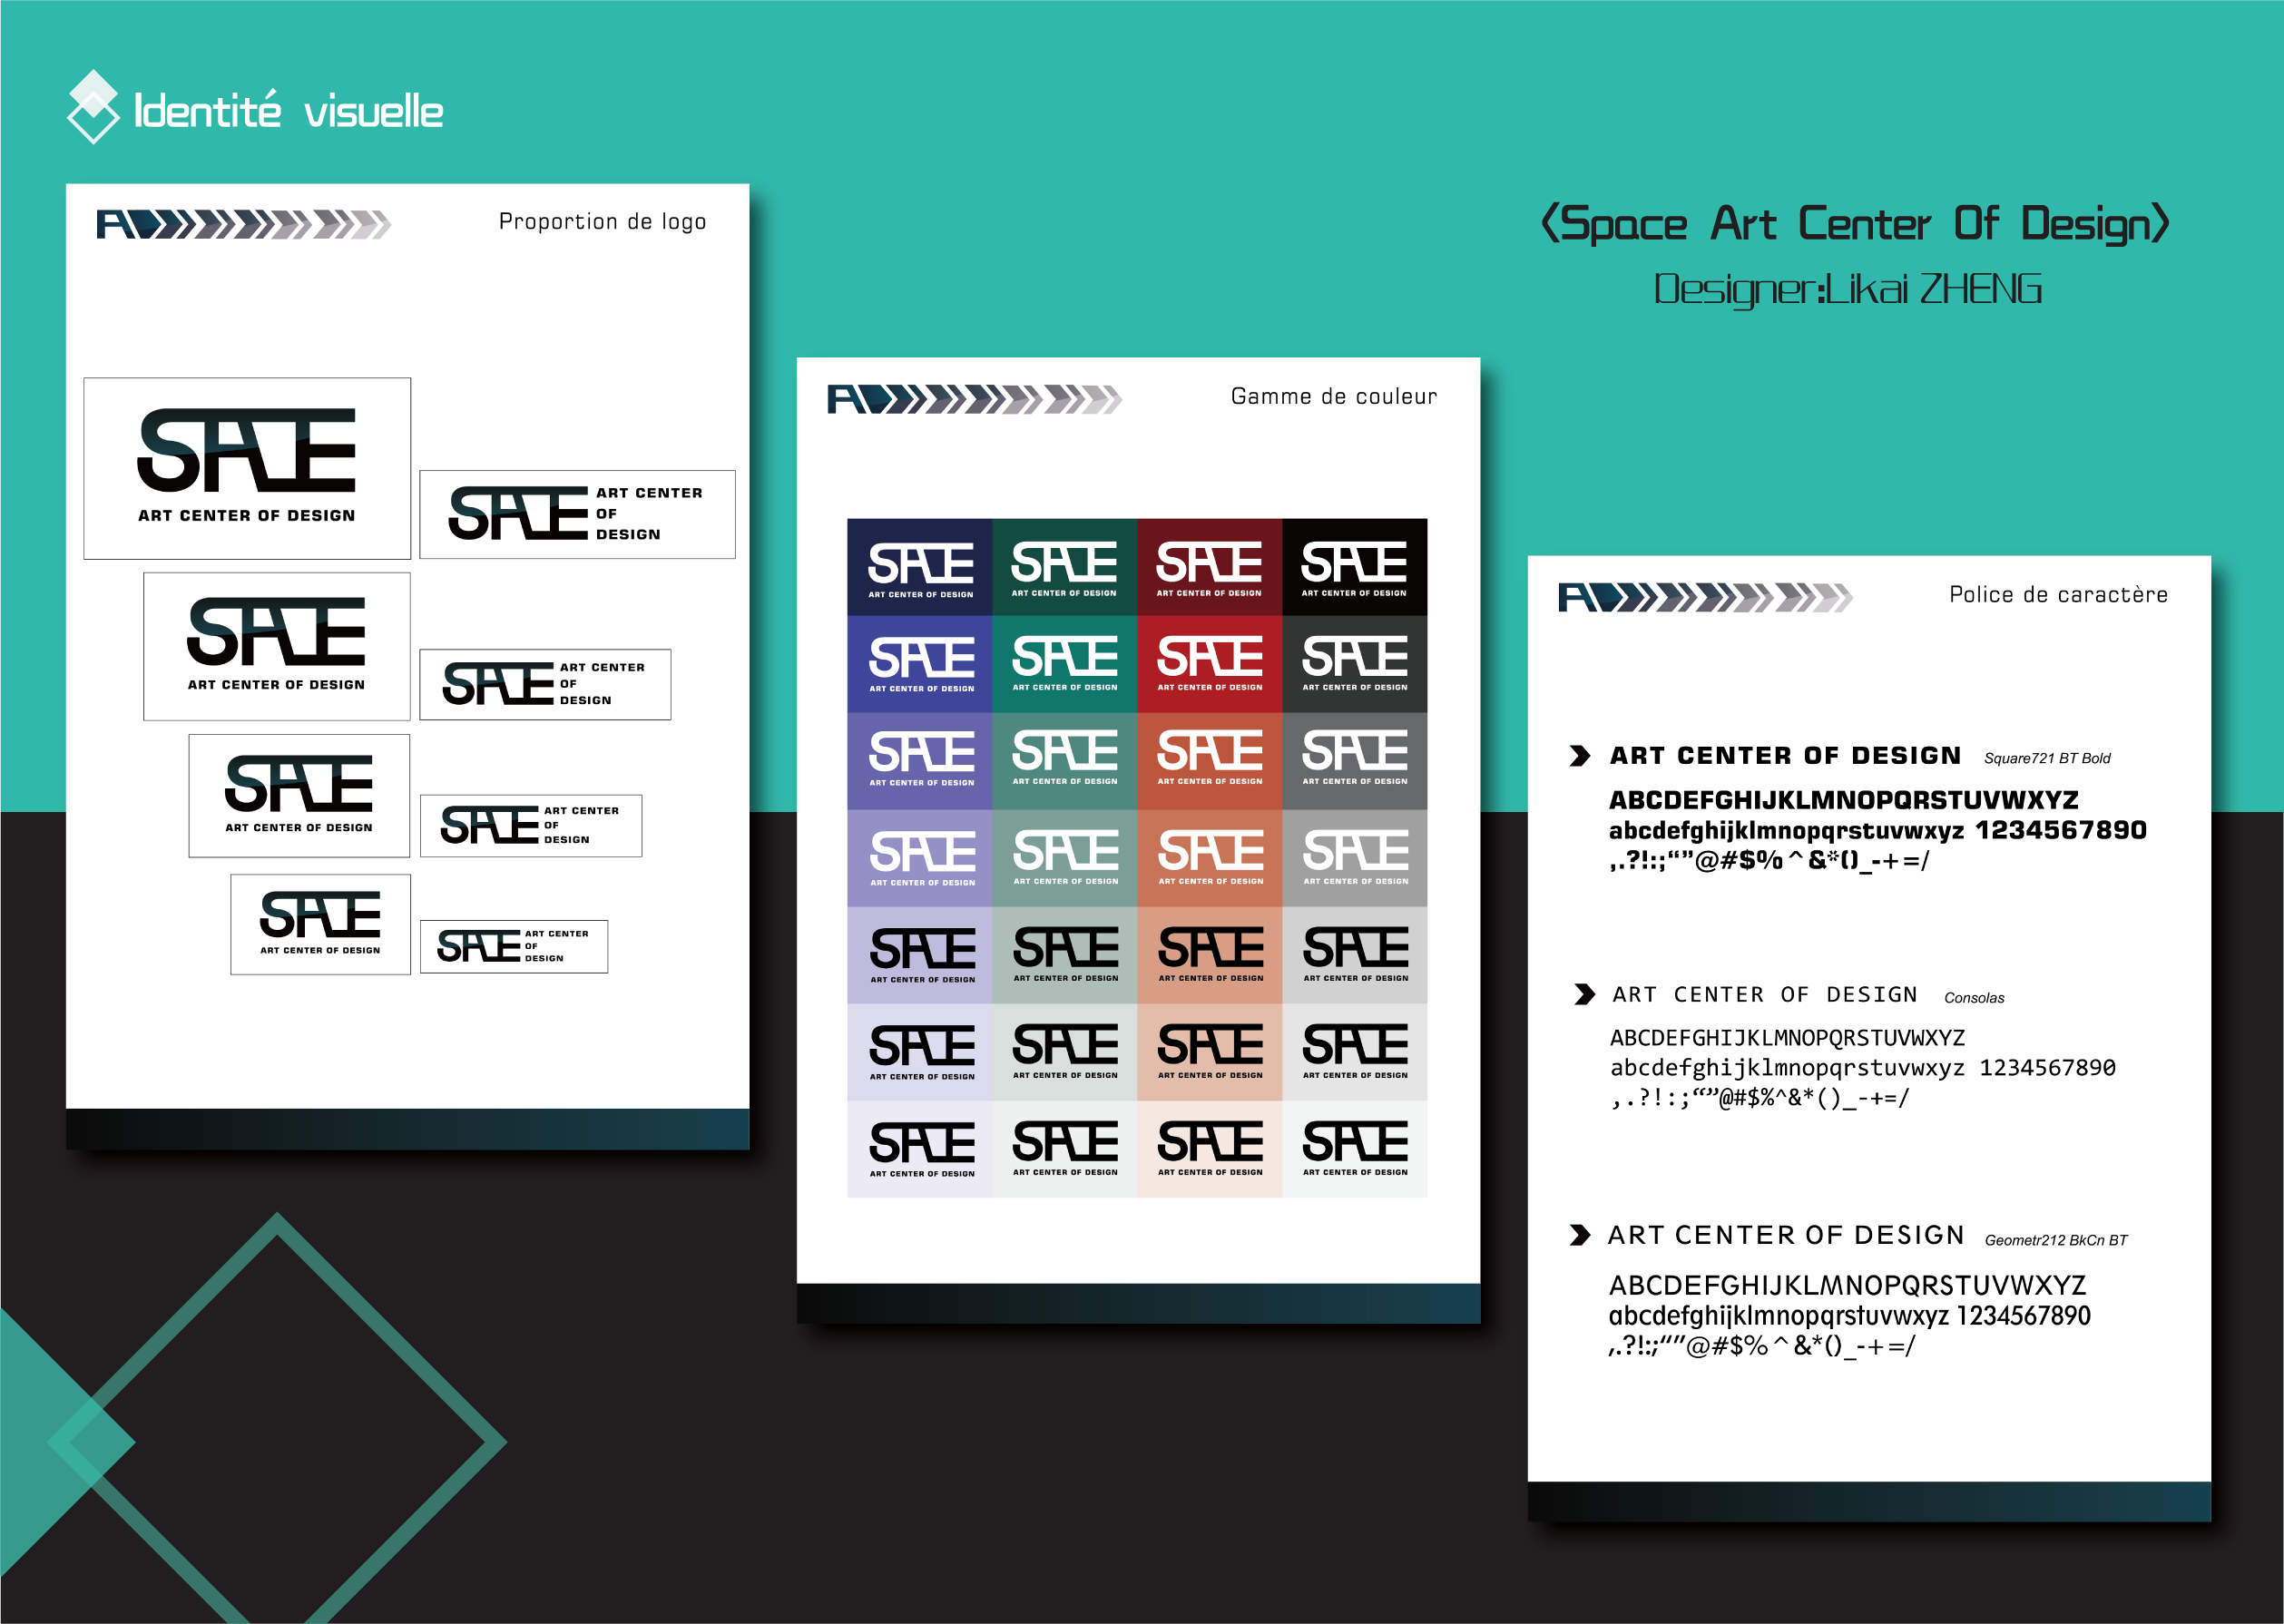 Identité visuelle
〈Space Art Center Of Design〉
Designer:Likai ZHENG
Proportion de logo
SPACE
ART CENTER OF DESIGN
SPACE
ART CENTER
OF
DESIGN
SPACE
ART CENTER OF DESIGN
SPACE
ART CENTER
OF
DESIGN
SPACE
ART CENTER OF DESIGN
SPACE
ART CENTER
OF
DESIGN
SPACE
ART CENTER OF DESIGN
SPACE
ART CENTER
OF
DESIGN
Gamme de couleur
SPACE SPACE SPACE SPACE
ART CENTER OF DESIGN ART CENTER OF DESIGN ART CENTER OF DESIGN ART CENTER OF DESIGN
SPACE SPACE SPACE SPACE
ART CENTER OF DESIGN ART CENTER OF DESIGN ART CENTER OF DESIGN ART CENTER OF DESIGN
SPACE SPACE SPACE SPACE
ART CENTER OF DESIGN ART CENTER OF DESIGN ART CENTER OF DESIGN ART CENTER OF DESIGN
SPACE SPACE SPACE SPACE
ART CENTER OF DESIGN ART CENTER OF DESIGN ART CENTER OF DESIGN ART CENTER OF DESIGN
SPACE SPACE SPACE SPACE
ART CENTER OF DESIGN ART CENTER OF DESIGN ART CENTER OF DESIGN ART CENTER OF DESIGN
SPACE SPACE SPACE SPACE
ART CENTER OF DESIGN ART CENTER OF DESIGN ART CENTER OF DESIGN ART CENTER OF DESIGN
SPACE SPACE SPACE SPACE
ART CENTER OF DESIGN ART CENTER OF DESIGN ART CENTER OF DESIGN ART CENTER OF DESIGN
Police de caractère
ART CENTER OF DESIGN Square721 BT Bold
ABCDEFGHIJKLMNOPQRSTUVWXYZ
abcdefghijklmnopqrstuvwxyz 1234567890
,.?!:;“”@#$%^&*()_-+=/
ART CENTER OF DESIGN Consolas
ABCDEFGHIJKLMNOPQRSTUVWXYZ
abcdefghijklmnopqrstuvwxyz 1234567890
,.?!:;“”@#$%^&*()_-+=/
ART CENTER OF DESIGN Geometr212 BkCn BT
ABCDEFGHIJKLMNOPQRSTUVWXYZ
abcdefghijklmnopqrstuvwxyz 1234567890
,.?!:;“”@#$%^&*()_-+=/